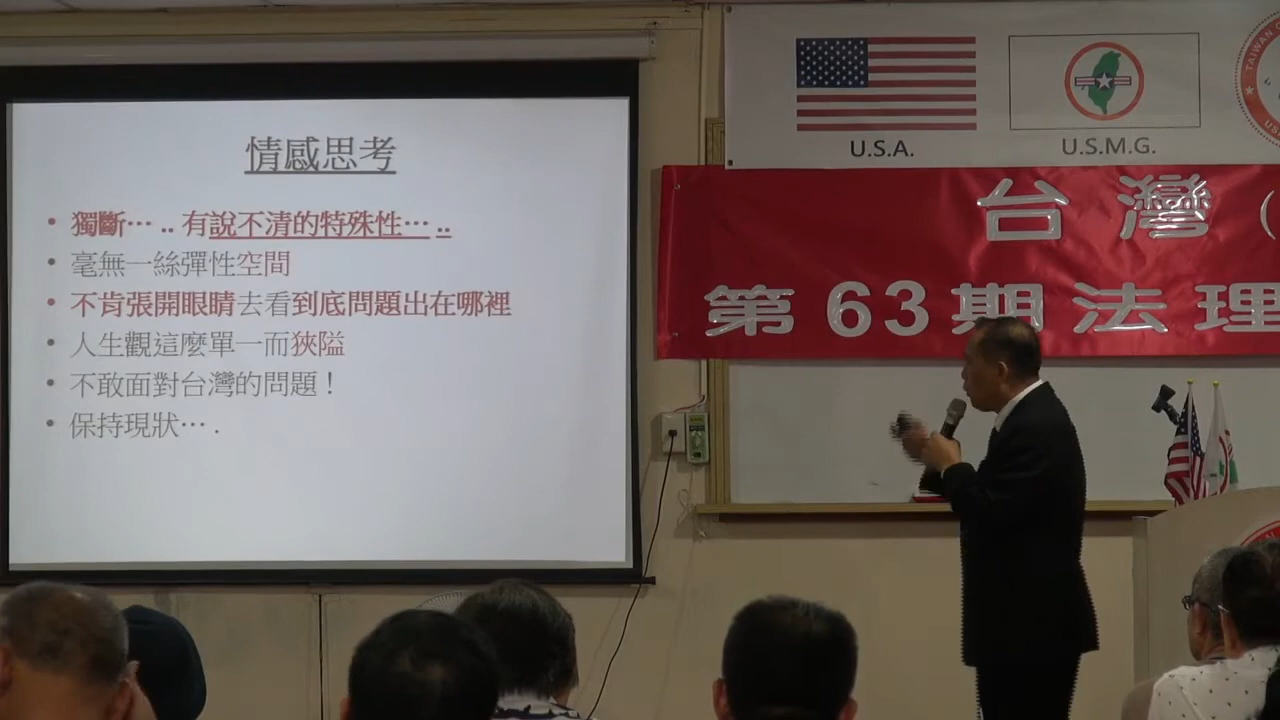 情感思考
• 獨斷⋯ .. 有說不清的特殊性⋯ ..
• 毫無一絲彈性空間
• 不肯張開眼睛去看到底問題出在哪裡
• 人生觀這麼單一而狹隘
• 不敢面對台灣的問題！
• 保持現狀⋯ .
U.S.A.
U.S.M.G.
TAIWAN
台灣（
第63期法理